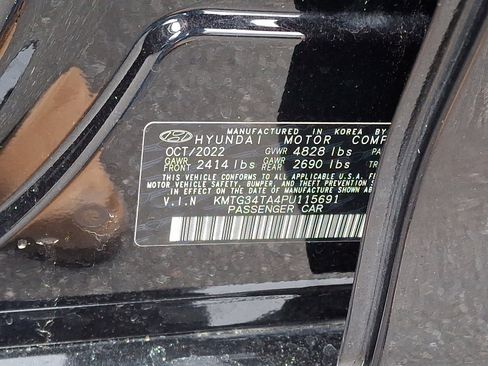 MANUFACTURED IN KOREA BY
HYUNDAI MOTOR COMP
OCT/2022 GVWR 4828 lbs PA
GAWR FRONT 2414 lbs GAWR REAR 2690 lbs TR
THIS VEHICLE CONFORMS TO ALL APPLICABLE U.S.A. F
MOTOR VEHICLE SAFETY, BUMPER, AND THEFT PREVENTION S
IN EFFECT ON THE DATE OF MANUFACTURE SHOWN AB
V.I.N KMTG34TA4PU115691
PASSENGER CAR